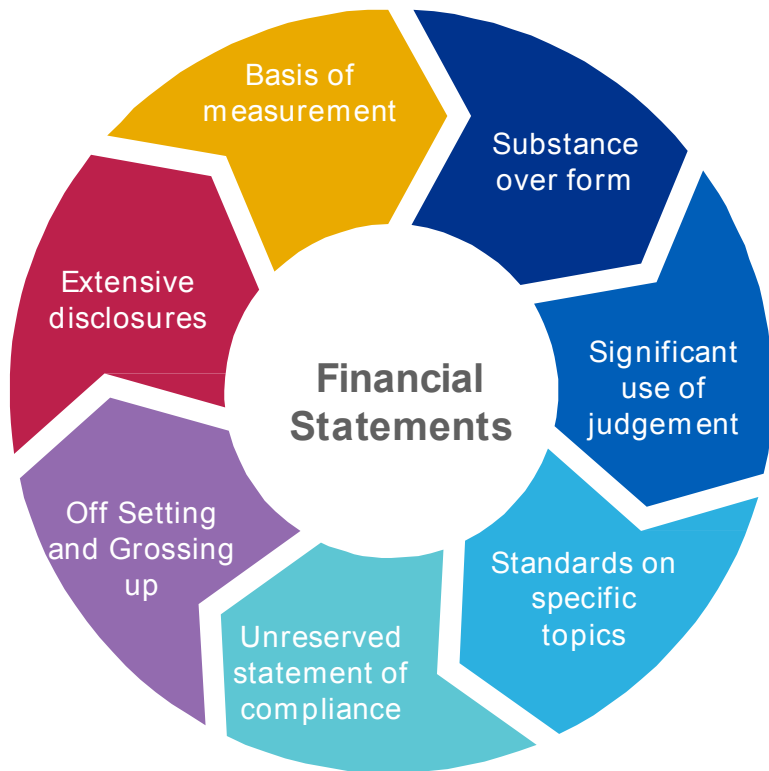 Basis of
measurement
Substance
over form
Significant
use of
judgement
Standards on
specific
topics
Unreserved
statement of
compliance
Off Setting
and Grossing
up
Extensive
disclosures
Financial
Statements